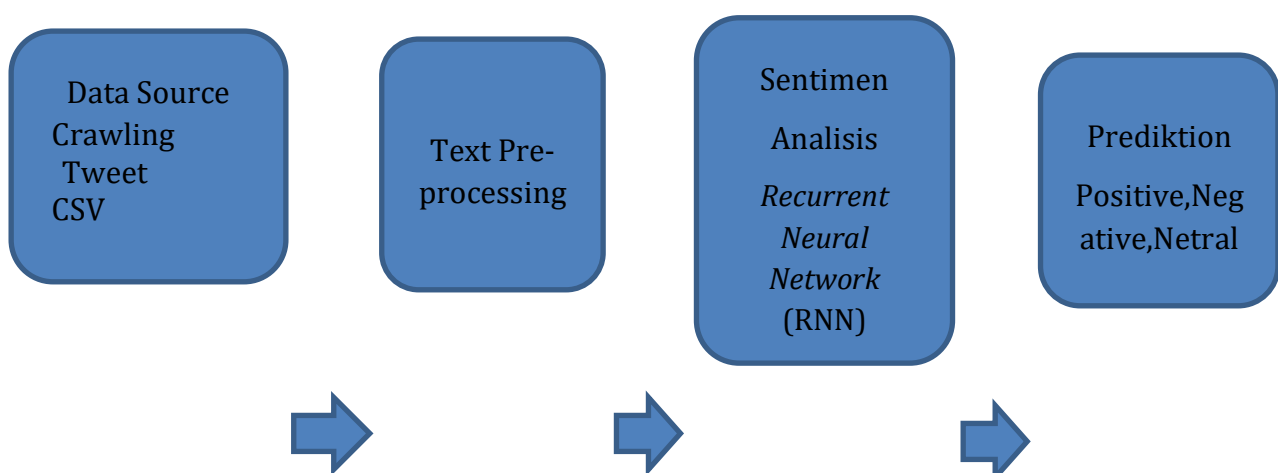 Data Source
Crawling
Tweet
CSV
Text Pre-
processing
Sentimen
Analisis
Recurrent
Neural
Network
(RNN)
Prediktion
Positive,Neg
ative,Netral